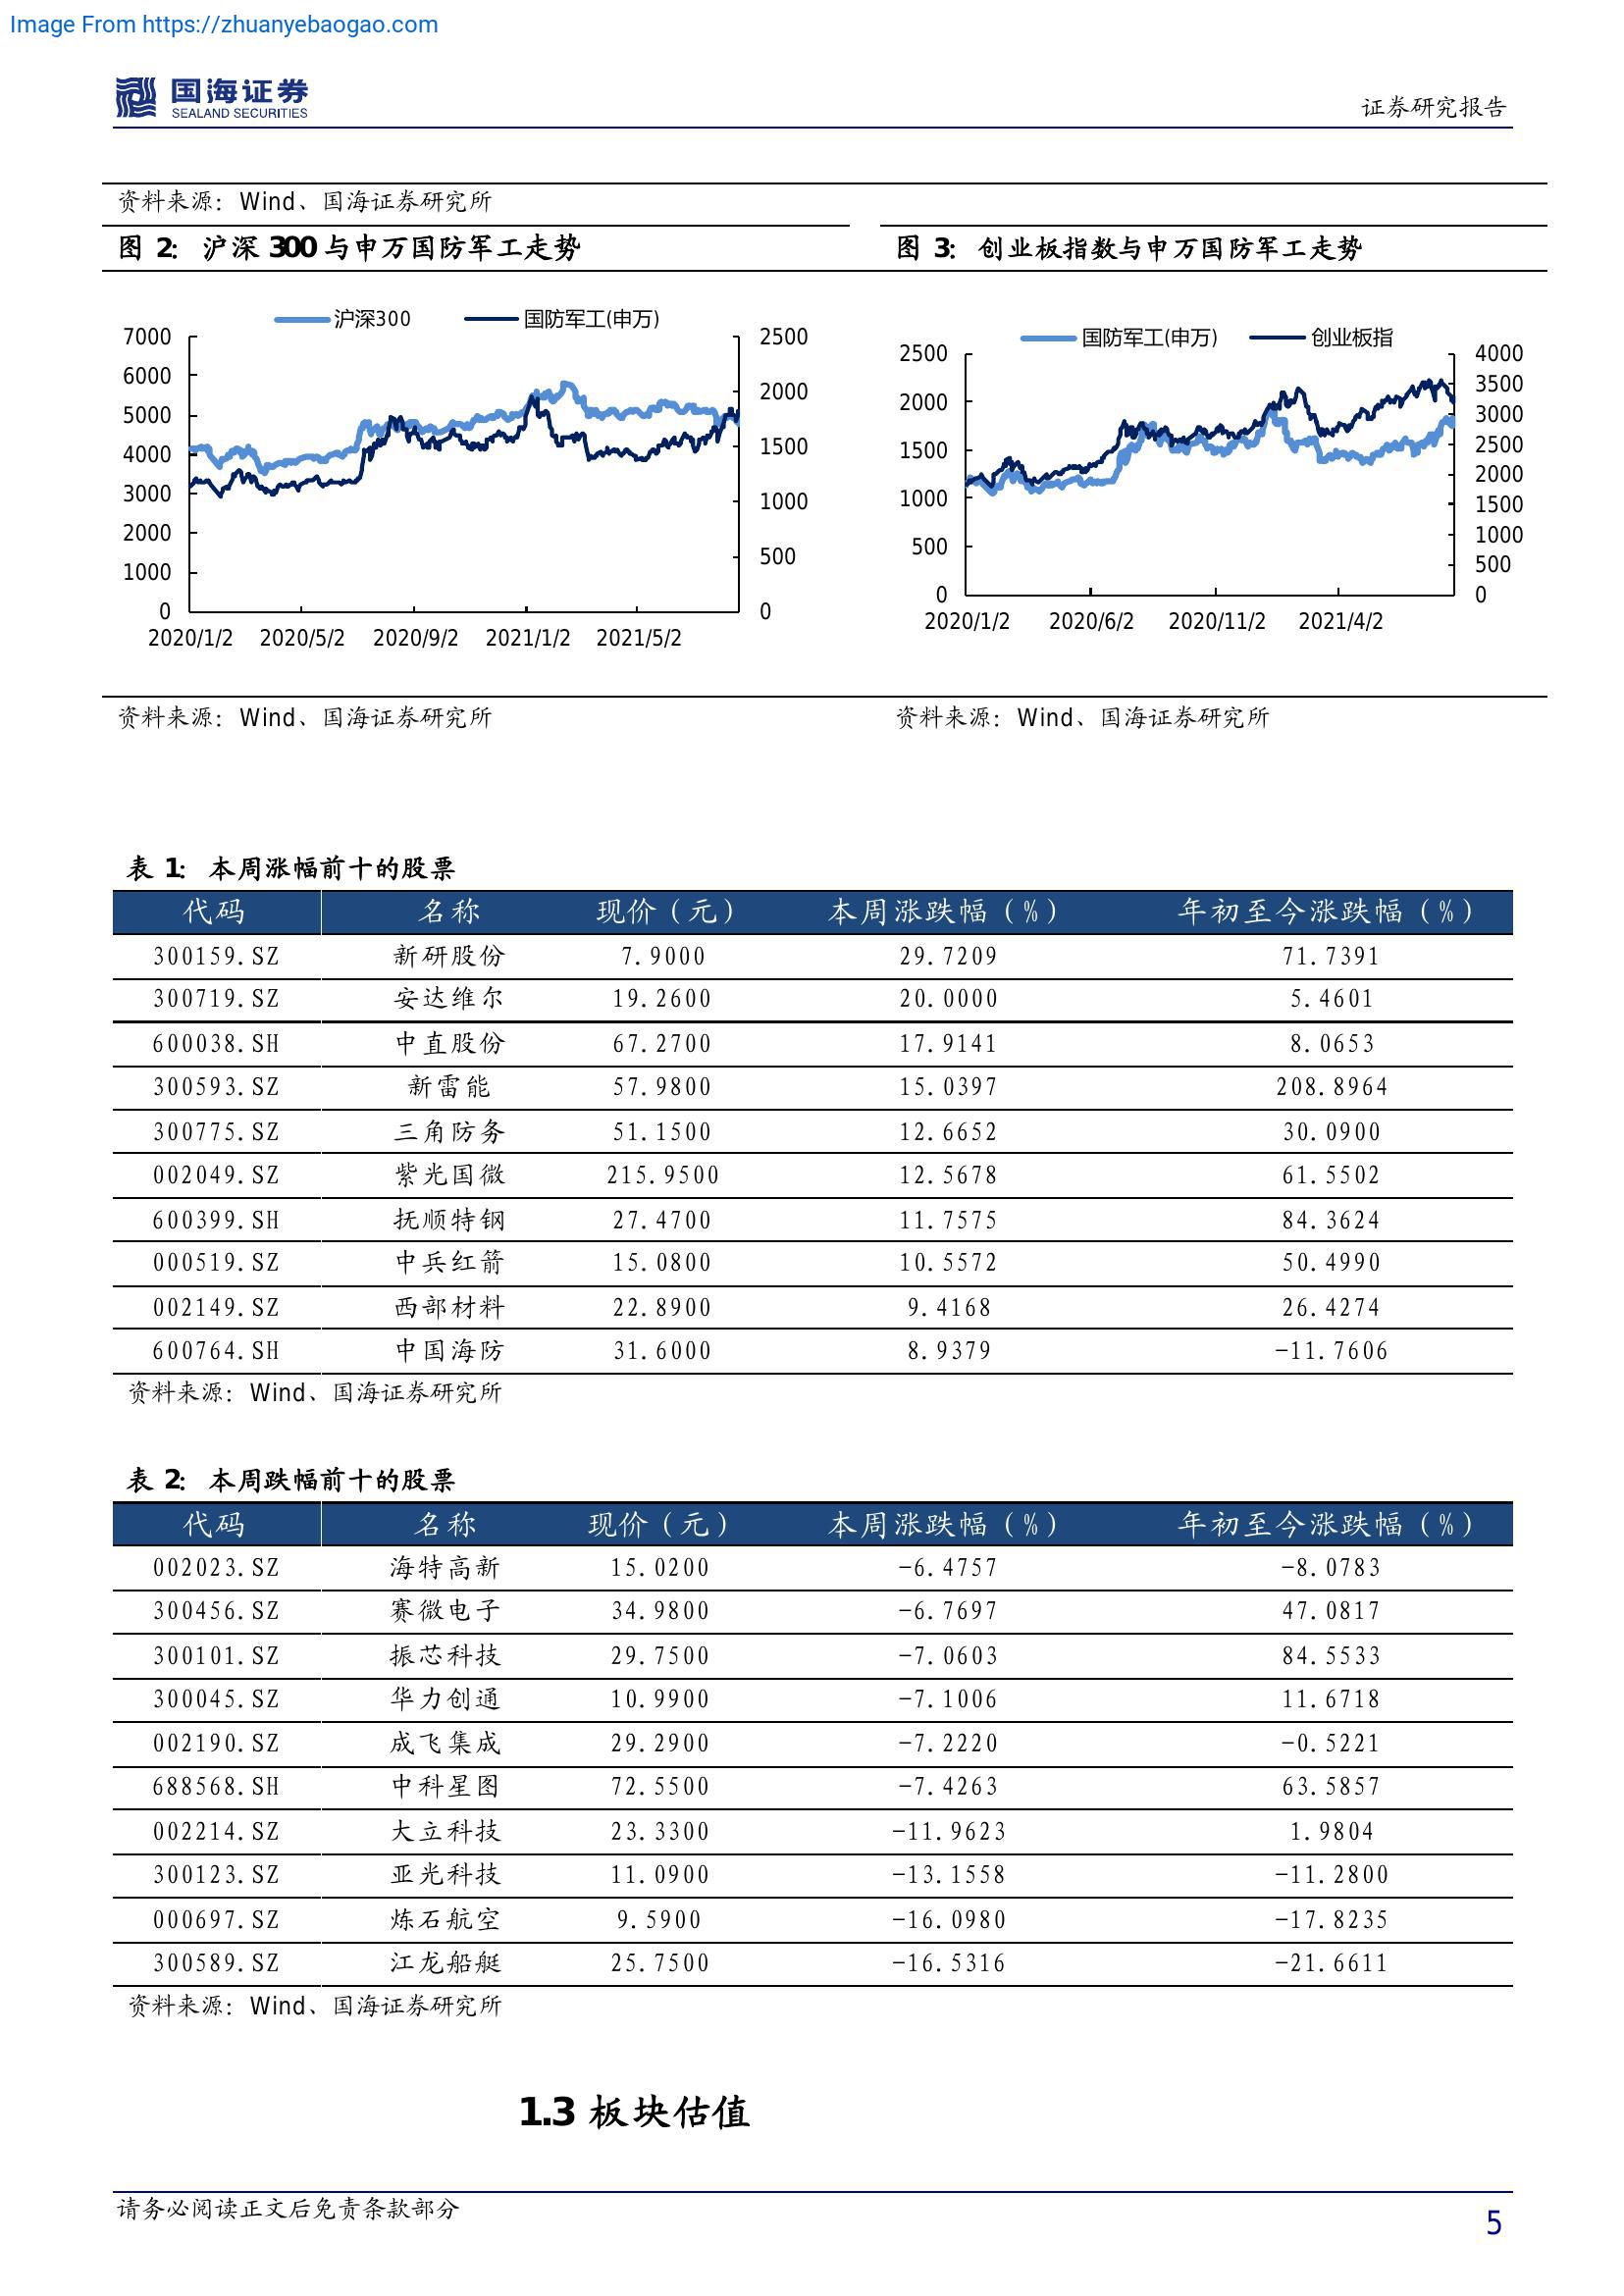 Image From https://zhuanyebaogao.com
国海证券
SEALAND SECURITIES
证券研究报告
资料来源：Wind、国海证券研究所
图 2：沪深 300 与申万国防军工走势
沪深300 国防军工(申万)
7000
6000
5000
4000
3000
2000
1000
0
2500
2000
1500
1000
500
0
2020/1/2 2020/5/2 2020/9/2 2021/1/2 2021/5/2
资料来源：Wind、国海证券研究所
图 3：创业板指数与申万国防军工走势
国防军工(申万) 创业板指
2500
2000
1500
1000
500
0
4000
3500
3000
2500
2000
1500
1000
500
0
2020/1/2 2020/6/2 2020/11/2 2021/4/2
资料来源：Wind、国海证券研究所
表 1：本周涨幅前十的股票
代码 名称 现价（元） 本周涨跌幅（%） 年初至今涨跌幅（%）
300159.SZ 新研股份 7.9000 29.7209 71.7391
300719.SZ 安达维尔 19.2600 20.0000 5.4601
600038.SH 中直股份 67.2700 17.9141 8.0653
300593.SZ 新雷能 57.9800 15.0397 208.8964
300775.SZ 三角防务 51.1500 12.6652 30.0900
002049.SZ 紫光国微 215.9500 12.5678 61.5502
600399.SH 抚顺特钢 27.4700 11.7575 84.3624
000519.SZ 中兵红箭 15.0800 10.5572 50.4990
002149.SZ 西部材料 22.8900 9.4168 26.4274
600764.SH 中国海防 31.6000 8.9379 -11.7606
资料来源：Wind、国海证券研究所
表 2：本周跌幅前十的股票
代码 名称 现价（元） 本周涨跌幅（%） 年初至今涨跌幅（%）
002023.SZ 海特高新 15.0200 -6.4757 -8.0783
300456.SZ 赛微电子 34.9800 -6.7697 47.0817
300101.SZ 振芯科技 29.7500 -7.0603 84.5533
300045.SZ 华力创通 10.9900 -7.1006 11.6718
002190.SZ 成飞集成 29.2900 -7.2220 -0.5221
688568.SH 中科星图 72.5500 -7.4263 63.5857
002214.SZ 大立科技 23.3300 -11.9623 1.9804
300123.SZ 亚光科技 11.0900 -13.1558 -11.2800
000697.SZ 炼石航空 9.5900 -16.0980 -17.8235
300589.SZ 江龙船艇 25.7500 -16.5316 -21.6611
资料来源：Wind、国海证券研究所
1.3 板块估值
请务必阅读正文后免责条款部分
5